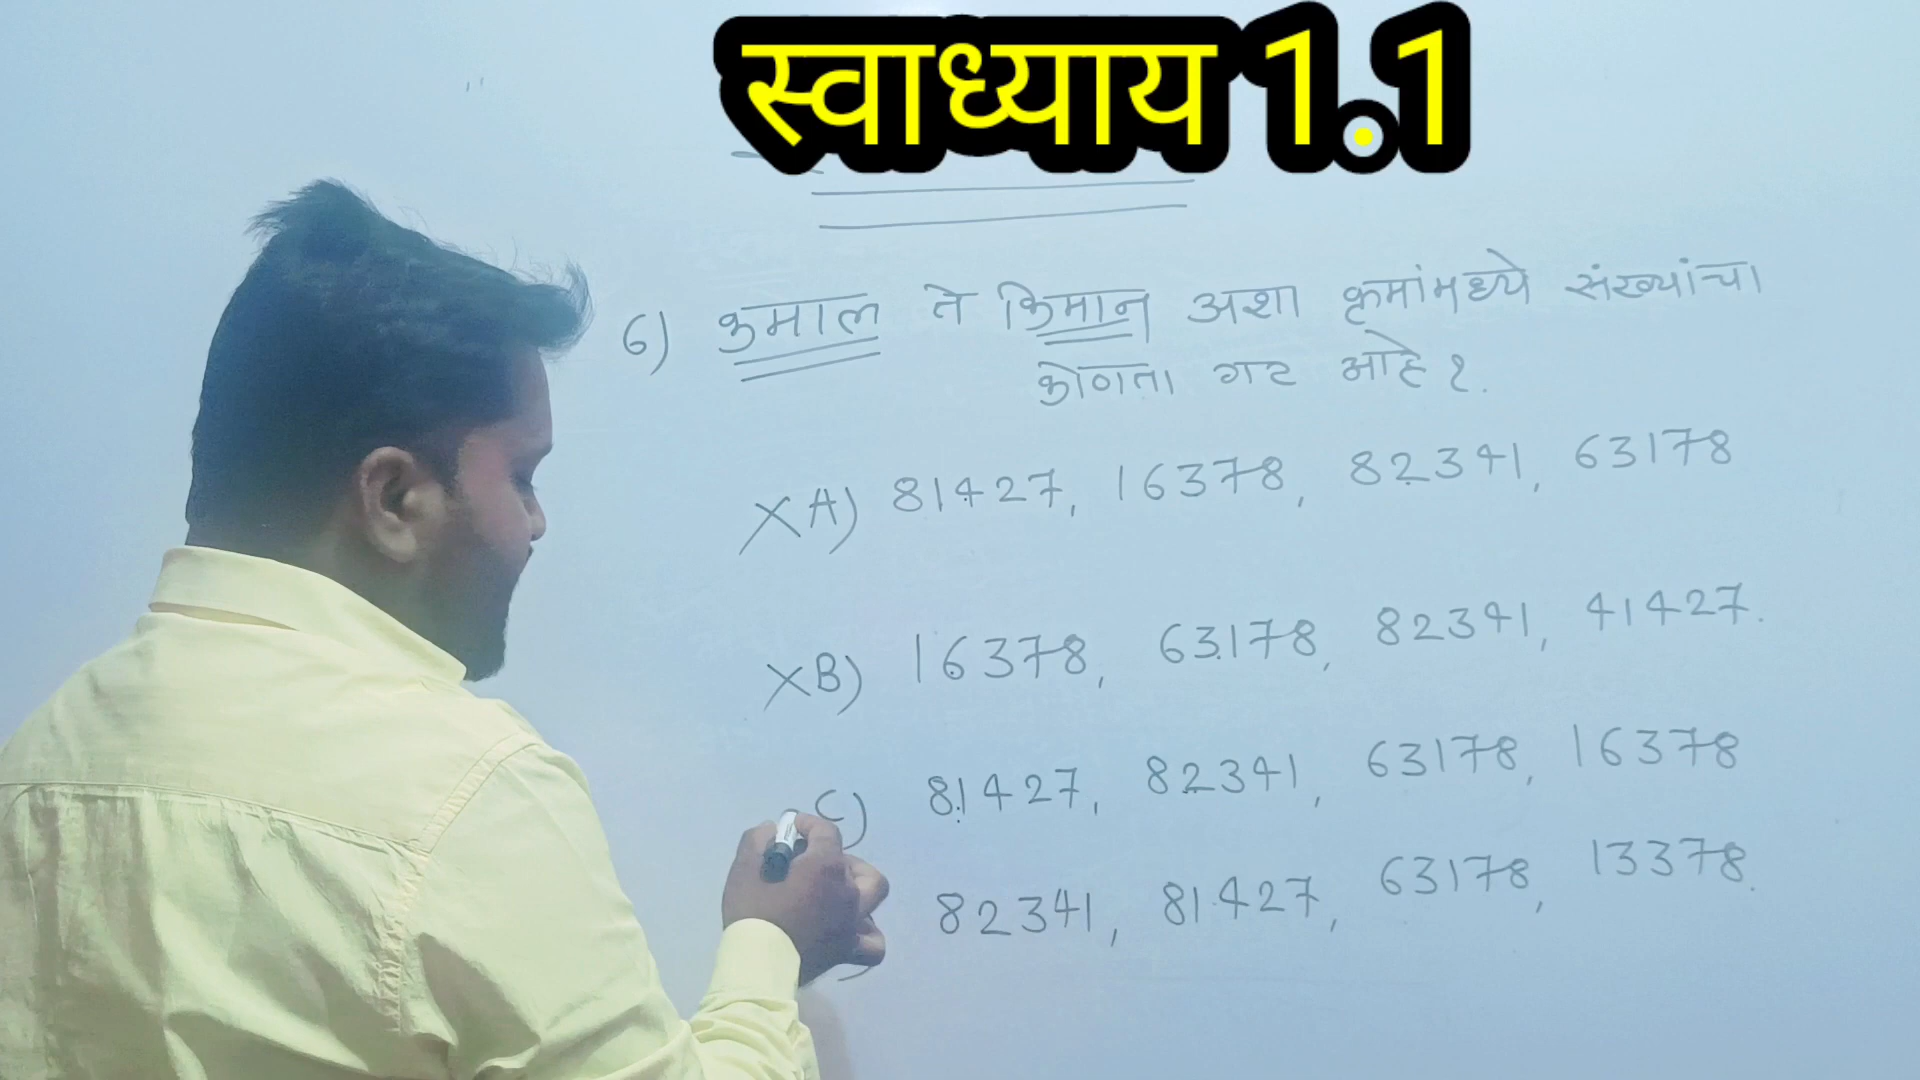 स्वाध्याय 1.1
6) कमाल ते किमान अशा क्रमांमध्ये संख्यांचा
कोणता गट आहे?
X A) 81427, 16378, 82341, 63178
X B) 16378, 63178, 82341, 41427.
C) 81427, 82341, 63178, 16378
82341, 81427, 63178, 13378.